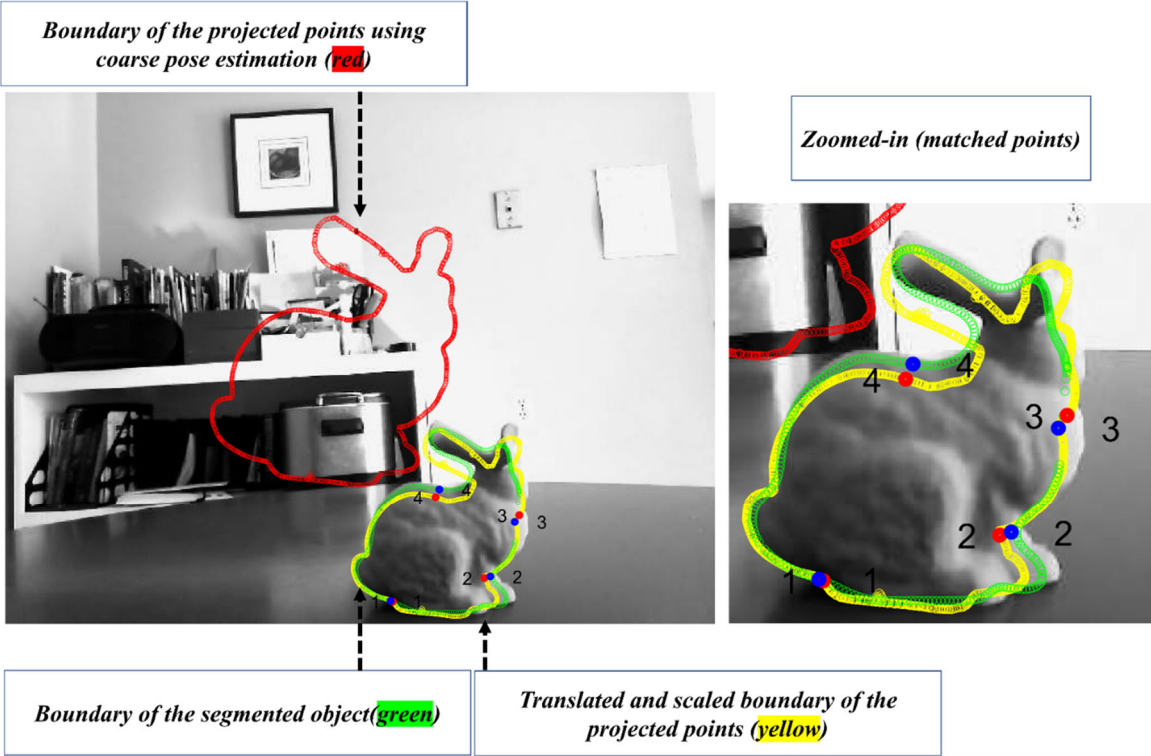 Boundary of the projected points using
coarse pose estimation (red)
Zoomed-in (matched points)
4
4
3
3
2
2
1
1
4
4
3
3
2
2
1
1
Boundary of the segmented object(green)
Translated and scaled boundary of the
projected points (yellow)